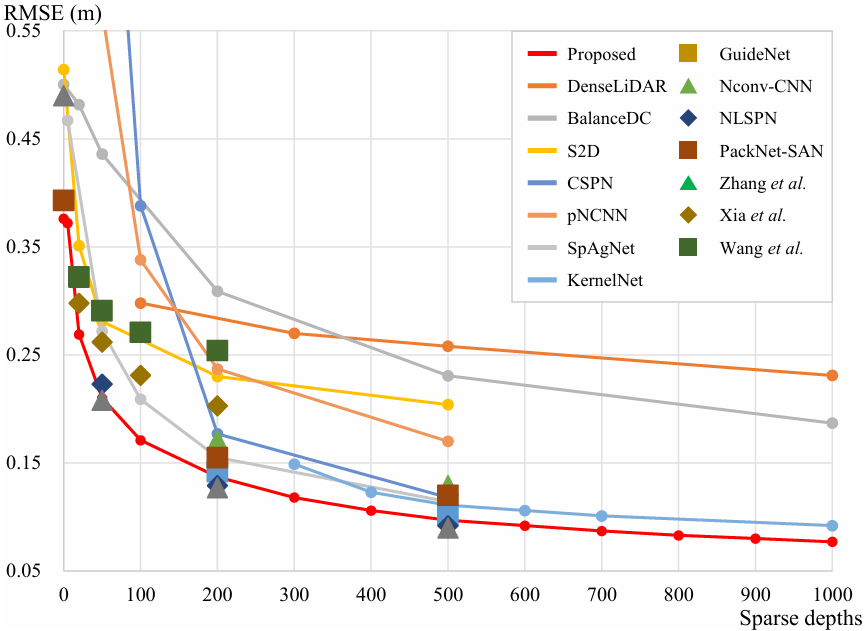 RMSE (m)
0.55
0.45
0.35
0.25
0.15
0.05
0 100 200 300 400 500 600 700 800 900 1000
Sparse depths
Proposed
DenseLiDAR
BalanceDC
S2D
CSPN
pNCNN
SpAgNet
KernelNet
GuideNet
Nconv-CNN
NLSPN
PackNet-SAN
Zhang et al.
Xia et al.
Wang et al.